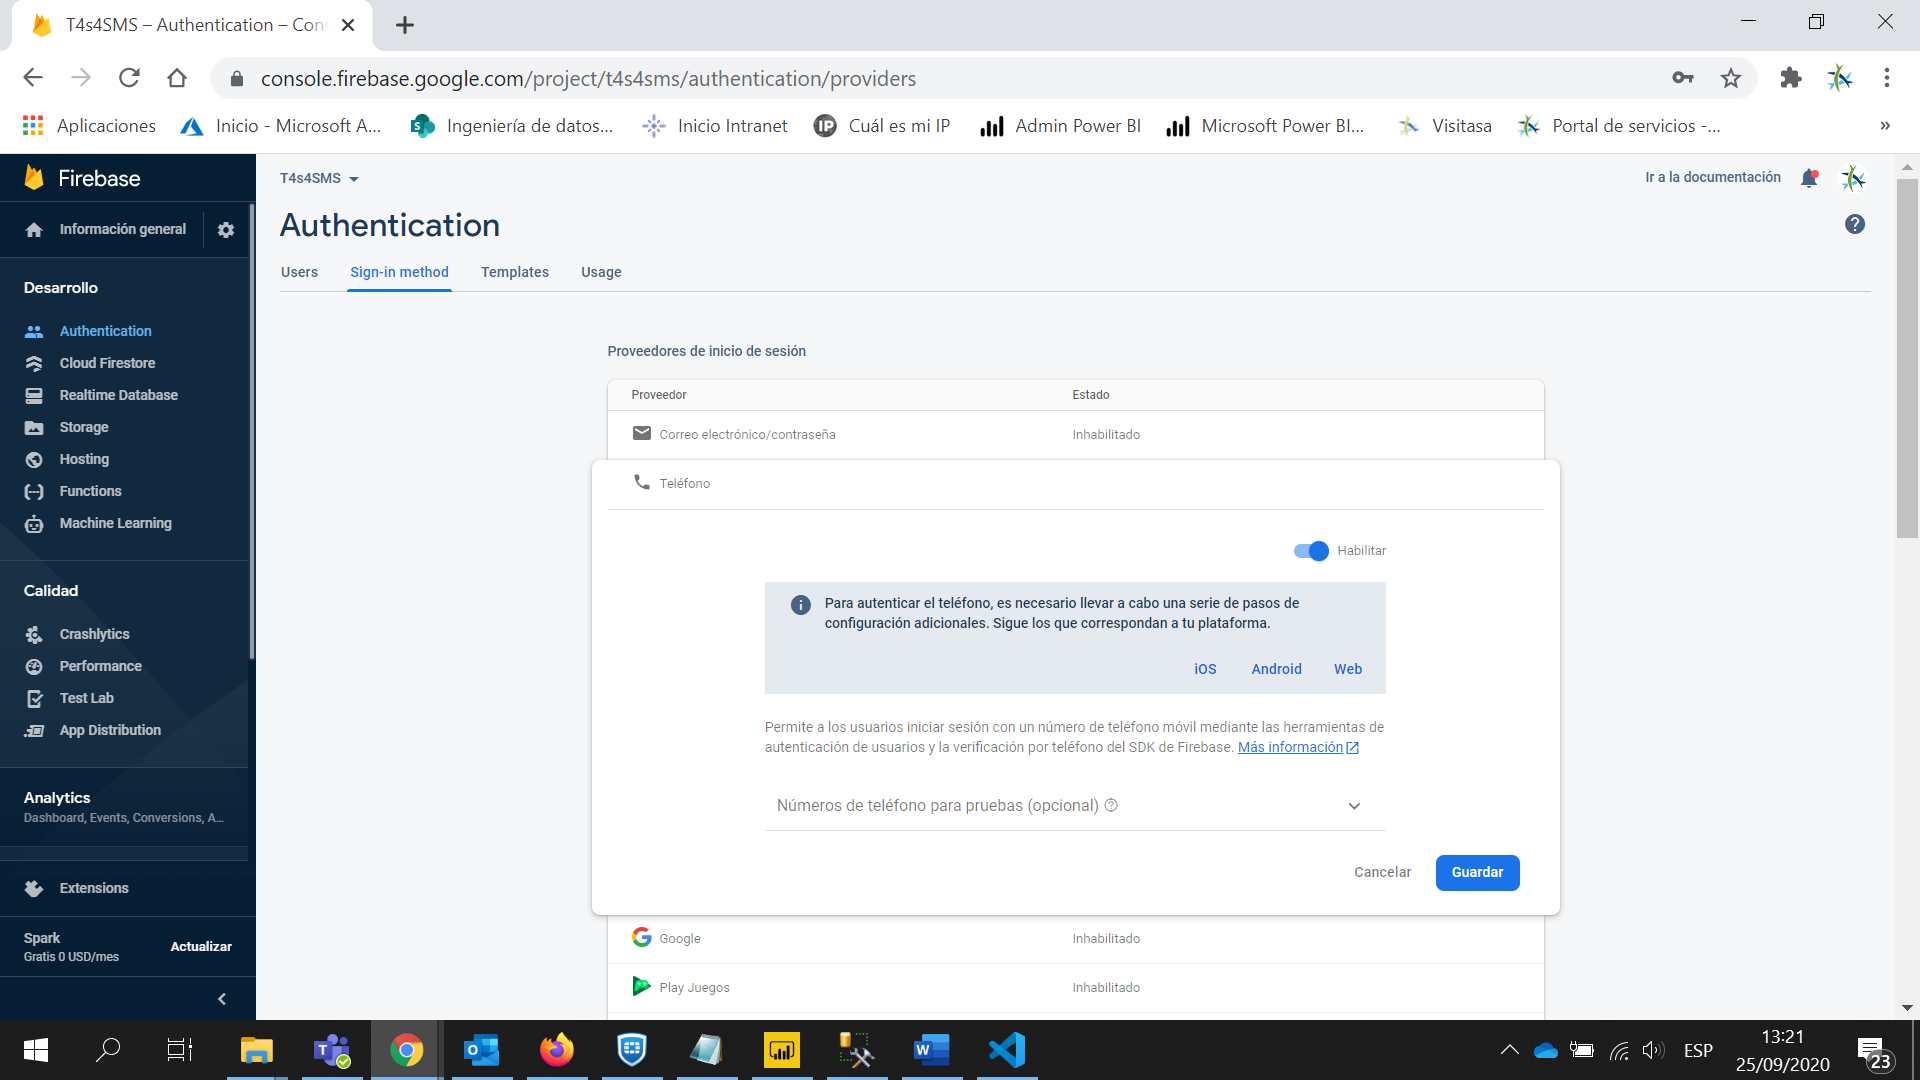 T4s4SMS – Authentication – Con
console.firebase.google.com/project/t4s4sms/authentication/providers
Aplicaciones
Inicio - Microsoft A...
Ingeniería de datos...
Inicio Intranet
IP
Cuál es mi IP
Admin Power BI
Microsoft Power BI...
Visitasa
Portal de servicios -...
»
Firebase
T4s4SMS
Ir a la documentación
Información general
Authentication
Users
Sign-in method
Templates
Usage
Desarrollo
Authentication
Cloud Firestore
Realtime Database
Storage
Hosting
Functions
Machine Learning
Calidad
Crashlytics
Performance
Test Lab
App Distribution
Analytics
Dashboard, Events, Conversions, A...
Extensions
Spark
Gratis 0 USD/mes
Actualizar
Proveedores de inicio de sesión
Proveedor
Estado
Correo electrónico/contraseña
Inhabilitado
Teléfono
Habilitar
Para autenticar el teléfono, es necesario llevar a cabo una serie de pasos de
configuración adicionales. Sigue los que correspondan a tu plataforma.
iOS
Android
Web
Permite a los usuarios iniciar sesión con un número de teléfono móvil mediante las herramientas de
autenticación de usuarios y la verificación por teléfono del SDK de Firebase. Más información
Números de teléfono para pruebas (opcional)
Cancelar
Guardar
Google
Inhabilitado
Play Juegos
Inhabilitado
ESP
13:21
25/09/2020
23